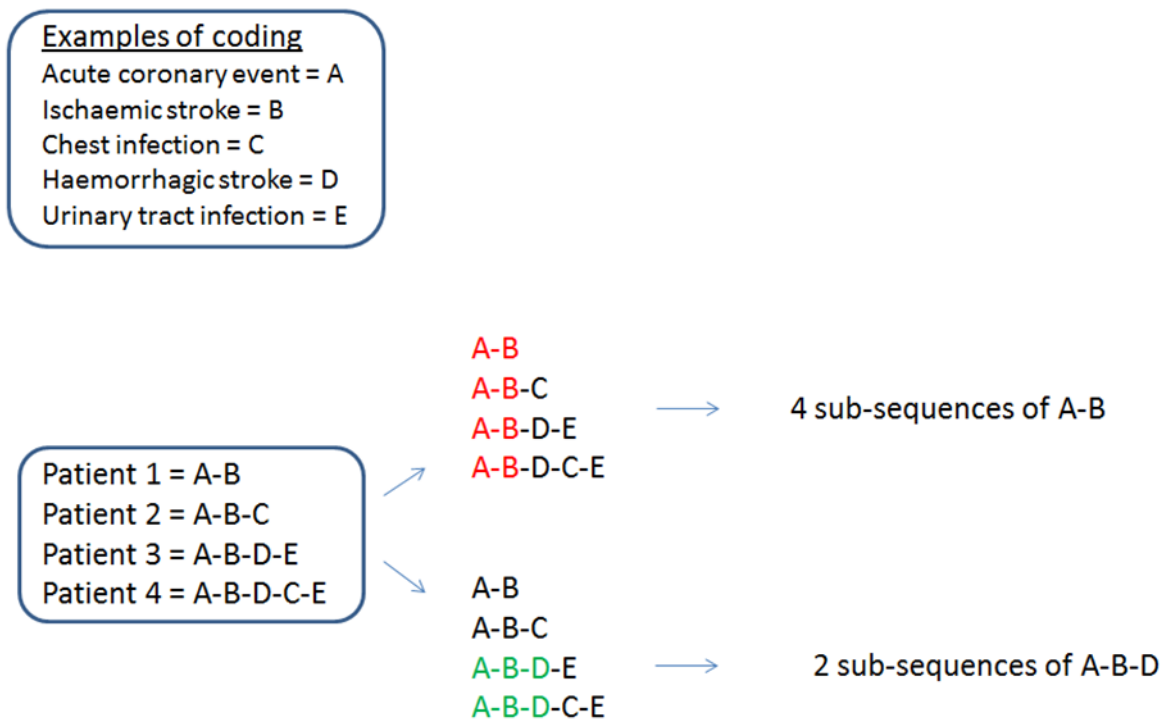 Examples of coding
Acute coronary event = A
Ischaemic stroke = B
Chest infection = C
Haemorrhagic stroke = D
Urinary tract infection = E
A-B
A-B-C
A-B-D-E
A-B-D-C-E
4 sub-sequences of A-B
Patient 1 = A-B
Patient 2 = A-B-C
Patient 3 = A-B-D-E
Patient 4 = A-B-D-C-E
A-B
A-B-C
A-B-D-E
A-B-D-C-E
2 sub-sequences of A-B-D